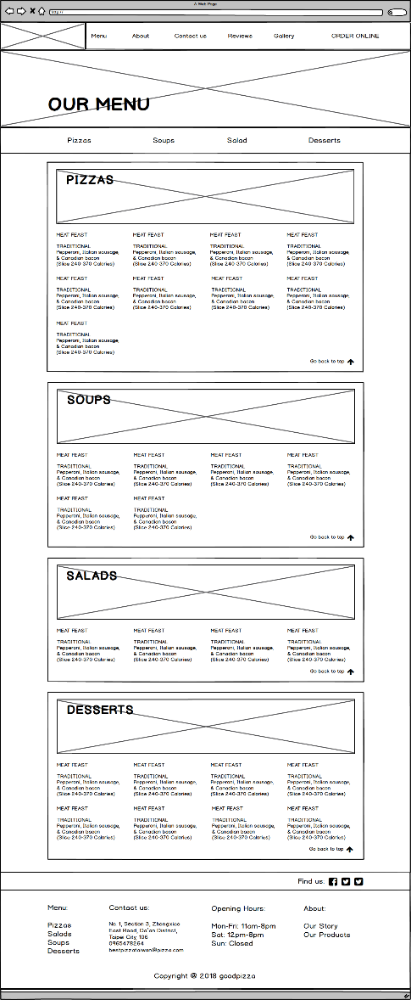 A Web Page
http://
Menu About Contact us Reviews Gallery ORDER ONLINE
OUR MENU
Pizzas Soups Salad Desserts
PIZZAS
MEAT FEAST MEAT FEAST MEAT FEAST MEAT FEAST
TRADITIONAL TRADITIONAL TRADITIONAL TRADITIONAL
Pepperoni, Italian sausage, Pepperoni, Italian sausage, Pepperoni, Italian sausage, Pepperoni, Italian sausage,
& Canadian bacon & Canadian bacon & Canadian bacon & Canadian bacon
(Slice 240-370 Calories) (Slice 240-370 Calories) (Slice 240-370 Calories) (Slice 240-370 Calories)
MEAT FEAST MEAT FEAST MEAT FEAST MEAT FEAST
TRADITIONAL TRADITIONAL TRADITIONAL TRADITIONAL
Pepperoni, Italian sausage, Pepperoni, Italian sausage, Pepperoni, Italian sausage, Pepperoni, Italian sausage,
& Canadian bacon & Canadian bacon & Canadian bacon & Canadian bacon
(Slice 240-370 Calories) (Slice 240-370 Calories) (Slice 240-370 Calories) (Slice 240-370 Calories)
MEAT FEAST
TRADITIONAL
Pepperoni, Italian sausage,
& Canadian bacon
(Slice 240-370 Calories)
Go back to top
SOUPS
MEAT FEAST MEAT FEAST MEAT FEAST MEAT FEAST
TRADITIONAL TRADITIONAL TRADITIONAL TRADITIONAL
Pepperoni, Italian sausage, Pepperoni, Italian sausage, Pepperoni, Italian sausage, Pepperoni, Italian sausage,
& Canadian bacon & Canadian bacon & Canadian bacon & Canadian bacon
(Slice 240-370 Calories) (Slice 240-370 Calories) (Slice 240-370 Calories) (Slice 240-370 Calories)
MEAT FEAST MEAT FEAST
TRADITIONAL TRADITIONAL
Pepperoni, Italian sausage, Pepperoni, Italian sausage,
& Canadian bacon & Canadian bacon
(Slice 240-370 Calories) (Slice 240-370 Calories)
Go back to top
SALADS
MEAT FEAST MEAT FEAST MEAT FEAST MEAT FEAST
TRADITIONAL TRADITIONAL TRADITIONAL TRADITIONAL
Pepperoni, Italian sausage, Pepperoni, Italian sausage, Pepperoni, Italian sausage, Pepperoni, Italian sausage,
& Canadian bacon & Canadian bacon & Canadian bacon & Canadian bacon
(Slice 240-370 Calories) (Slice 240-370 Calories) (Slice 240-370 Calories) (Slice 240-370 Calories)
Go back to top
DESSERTS
MEAT FEAST MEAT FEAST MEAT FEAST MEAT FEAST
TRADITIONAL TRADITIONAL TRADITIONAL TRADITIONAL
Pepperoni, Italian sausage, Pepperoni, Italian sausage, Pepperoni, Italian sausage, Pepperoni, Italian sausage,
& Canadian bacon & Canadian bacon & Canadian bacon & Canadian bacon
(Slice 240-370 Calories) (Slice 240-370 Calories) (Slice 240-370 Calories) (Slice 240-370 Calories)
MEAT FEAST MEAT FEAST MEAT FEAST MEAT FEAST
TRADITIONAL TRADITIONAL TRADITIONAL TRADITIONAL
Pepperoni, Italian sausage, Pepperoni, Italian sausage, Pepperoni, Italian sausage, Pepperoni, Italian sausage,
& Canadian bacon & Canadian bacon & Canadian bacon & Canadian bacon
(Slice 240-370 Calories) (Slice 240-370 Calories) (Slice 240-370 Calories) (Slice 240-370 Calories)
Go back to top
Find us:
Menu:
Pizzas
Salads
Soups
Desserts
Contact us:
No. 1, Section 3, Zhongxiao
East Road, Da'an District,
Taipei City, 106
0965478264
bestpizzataiwan@pizza.com
Opening Hours:
Mon-Fri: 11am-8pm
Sat: 12pm-8pm
Sun: Closed
About:
Our Story
Our Products
Copyright @ 2018 goodpizza